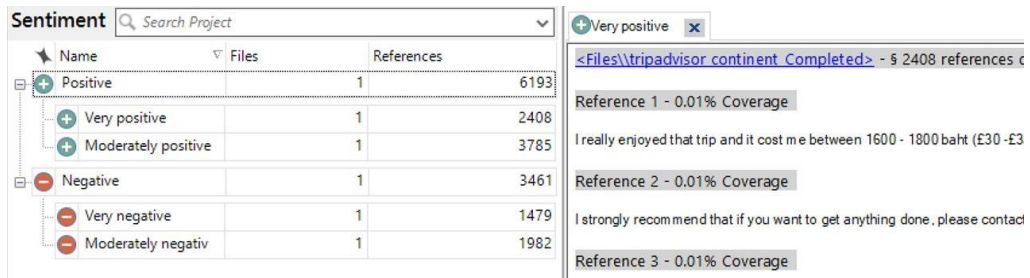 Sentiment Search Project
Name Files References
Positive 1 6193
Very positive 1 2408
Moderately positive 1 3785
Negative 1 3461
Very negative 1 1479
Moderately negativ 1 1982
Very positive x
<Files\\tripadvisor continent Completed> - § 2408 references c
Reference 1 - 0.01% Coverage
I really enjoyed that trip and it cost me between 1600 - 1800 baht (£30 -£3
Reference 2 - 0.01% Coverage
I strongly recommend that if you want to get anything done, please contact
Reference 3 - 0.01% Coverage